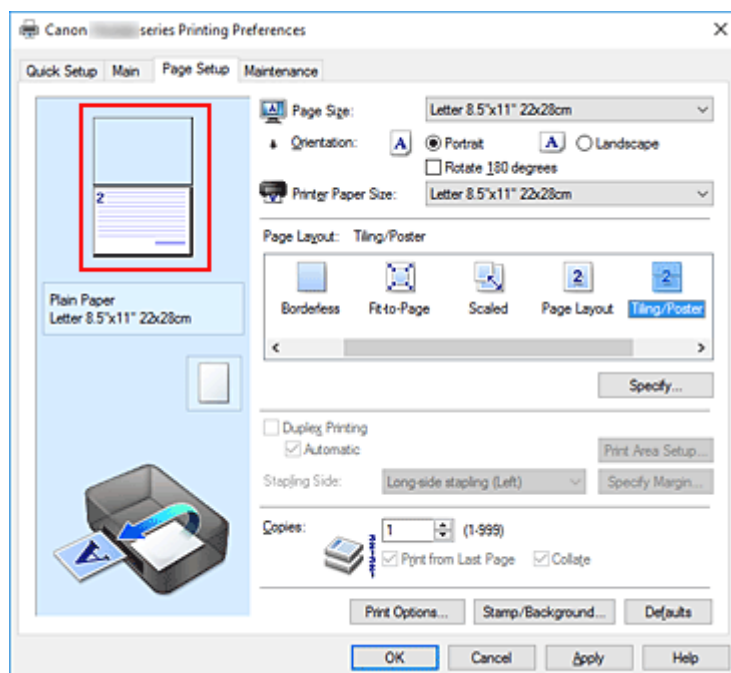 Canon series Printing Preferences
Quick Setup Main Page Setup Maintenance
2
Plain Paper
Letter 8.5"x11" 22x28cm
A
Page Size: Letter 8.5"x11" 22x28cm
Orientation: A Portrait A Landscape
Rotate 180 degrees
Printer Paper Size: Letter 8.5"x11" 22x28cm
Page Layout: Tiling/Poster
2 2
Borderless Fit-to-Page Scaled Page Layout Tiling/Poster
Specify...
Duplex Printing
Automatic Print Area Setup...
Stapling Side: Long-side stapling (Left) Specify Margin...
Copies: 1 (1-999)
Print from Last Page Collate
Print Options... Stamp/Background... Defaults
OK Cancel Apply Help